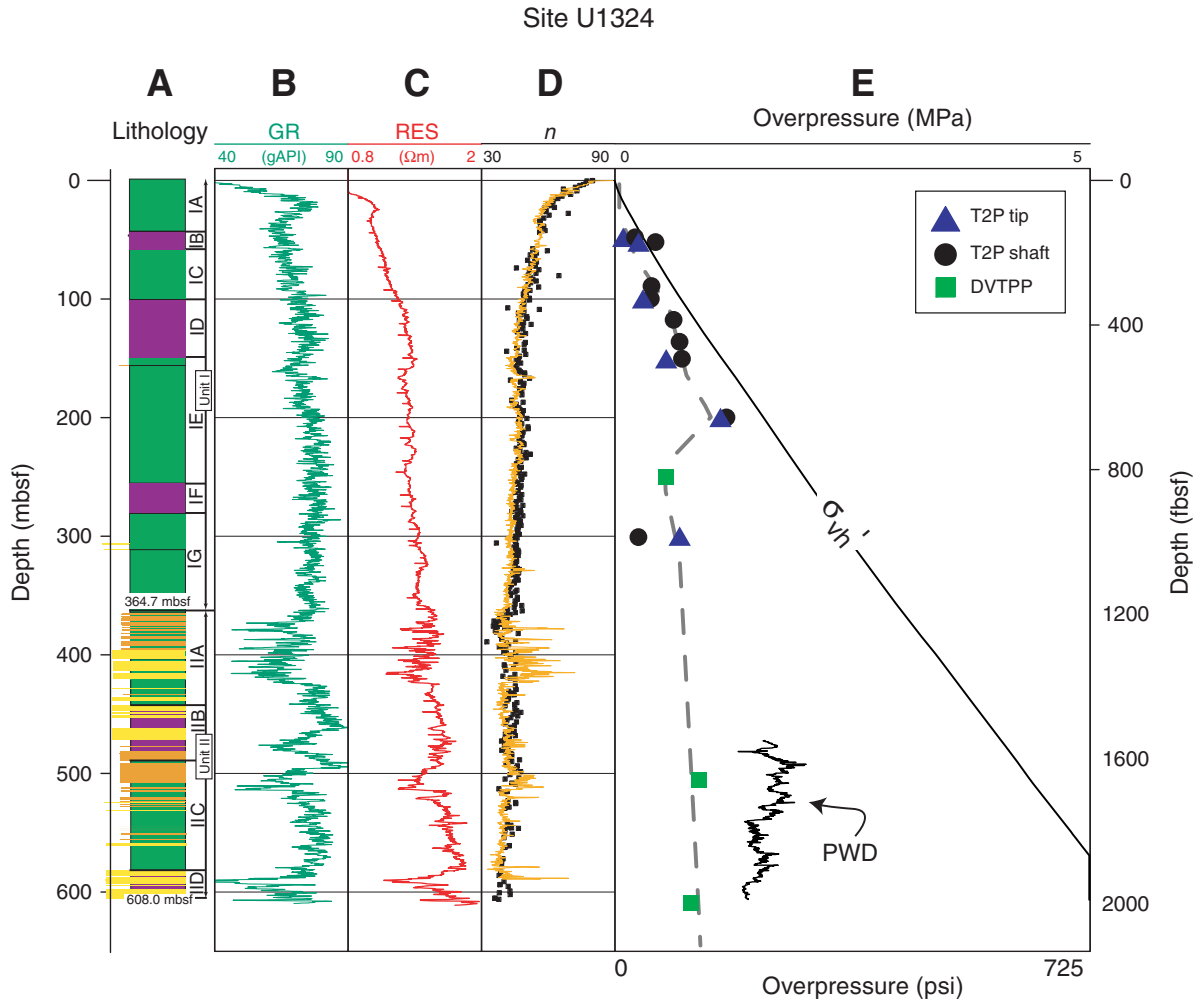 Site U1324
A B C D E
Lithology GR RES n Overpressure (MPa)
40 (gAPI) 90 0.8 (Ωm) 2 30 90 0 5
Depth (mbsf)
0
100
200
300
400
500
600
IA
IB
IC
ID
IE
Unit I
IF
IG
364.7 mbsf
IIA
IIB
Unit II
IIC
IID
608.0 mbsf
T2P tip
T2P shaft
DVTPP
σvh'
PWD
0
400
800
1200
1600
2000
Depth (fbsf)
0 725
Overpressure (psi)